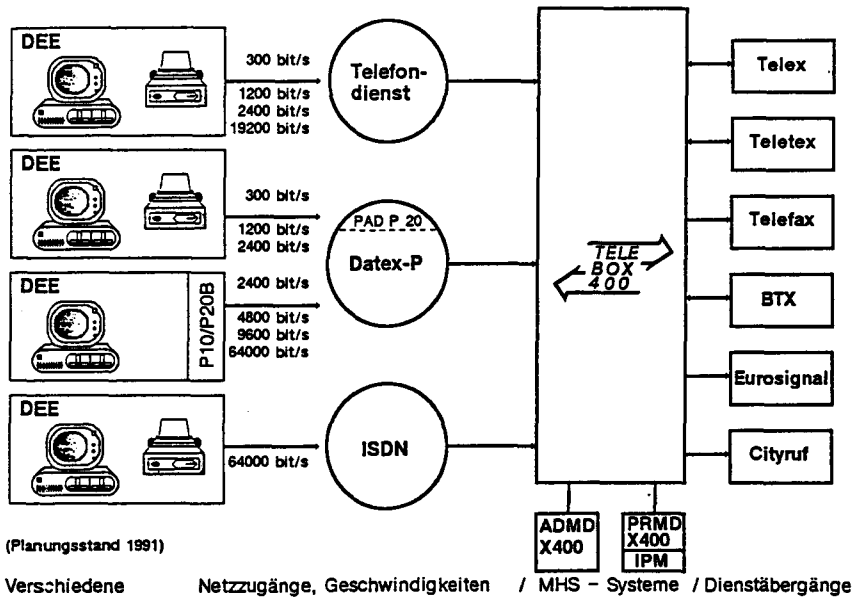 DEE
300 bit/s
1200 bit/s
2400 bit/s
19200 bit/s
Telefon-
dienst
DEE
300 bit/s
1200 bit/s
2400 bit/s
PAD P 20
Datex-P
DEE
P10/P20B
2400 bit/s
4800 bit/s
9600 bit/s
64000 bit/s
DEE
64000 bit/s
ISDN
TELE
BOX
400
Telex
Teletex
Telefax
BTX
Eurosignal
Cityruf
ADMD
X400
PRMD
X400
IPM
(Planungsstand 1991)
Verschiedene Netzzugänge, Geschwindigkeiten / MHS - Systeme / Dienstäbergänge